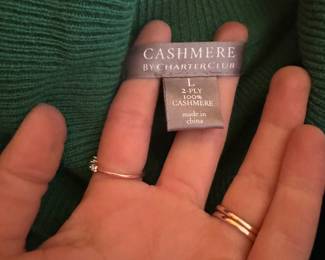 CASHMERE
BY CHARTER CLUB
L
2-PLY
100%
CASHMERE
made in
china